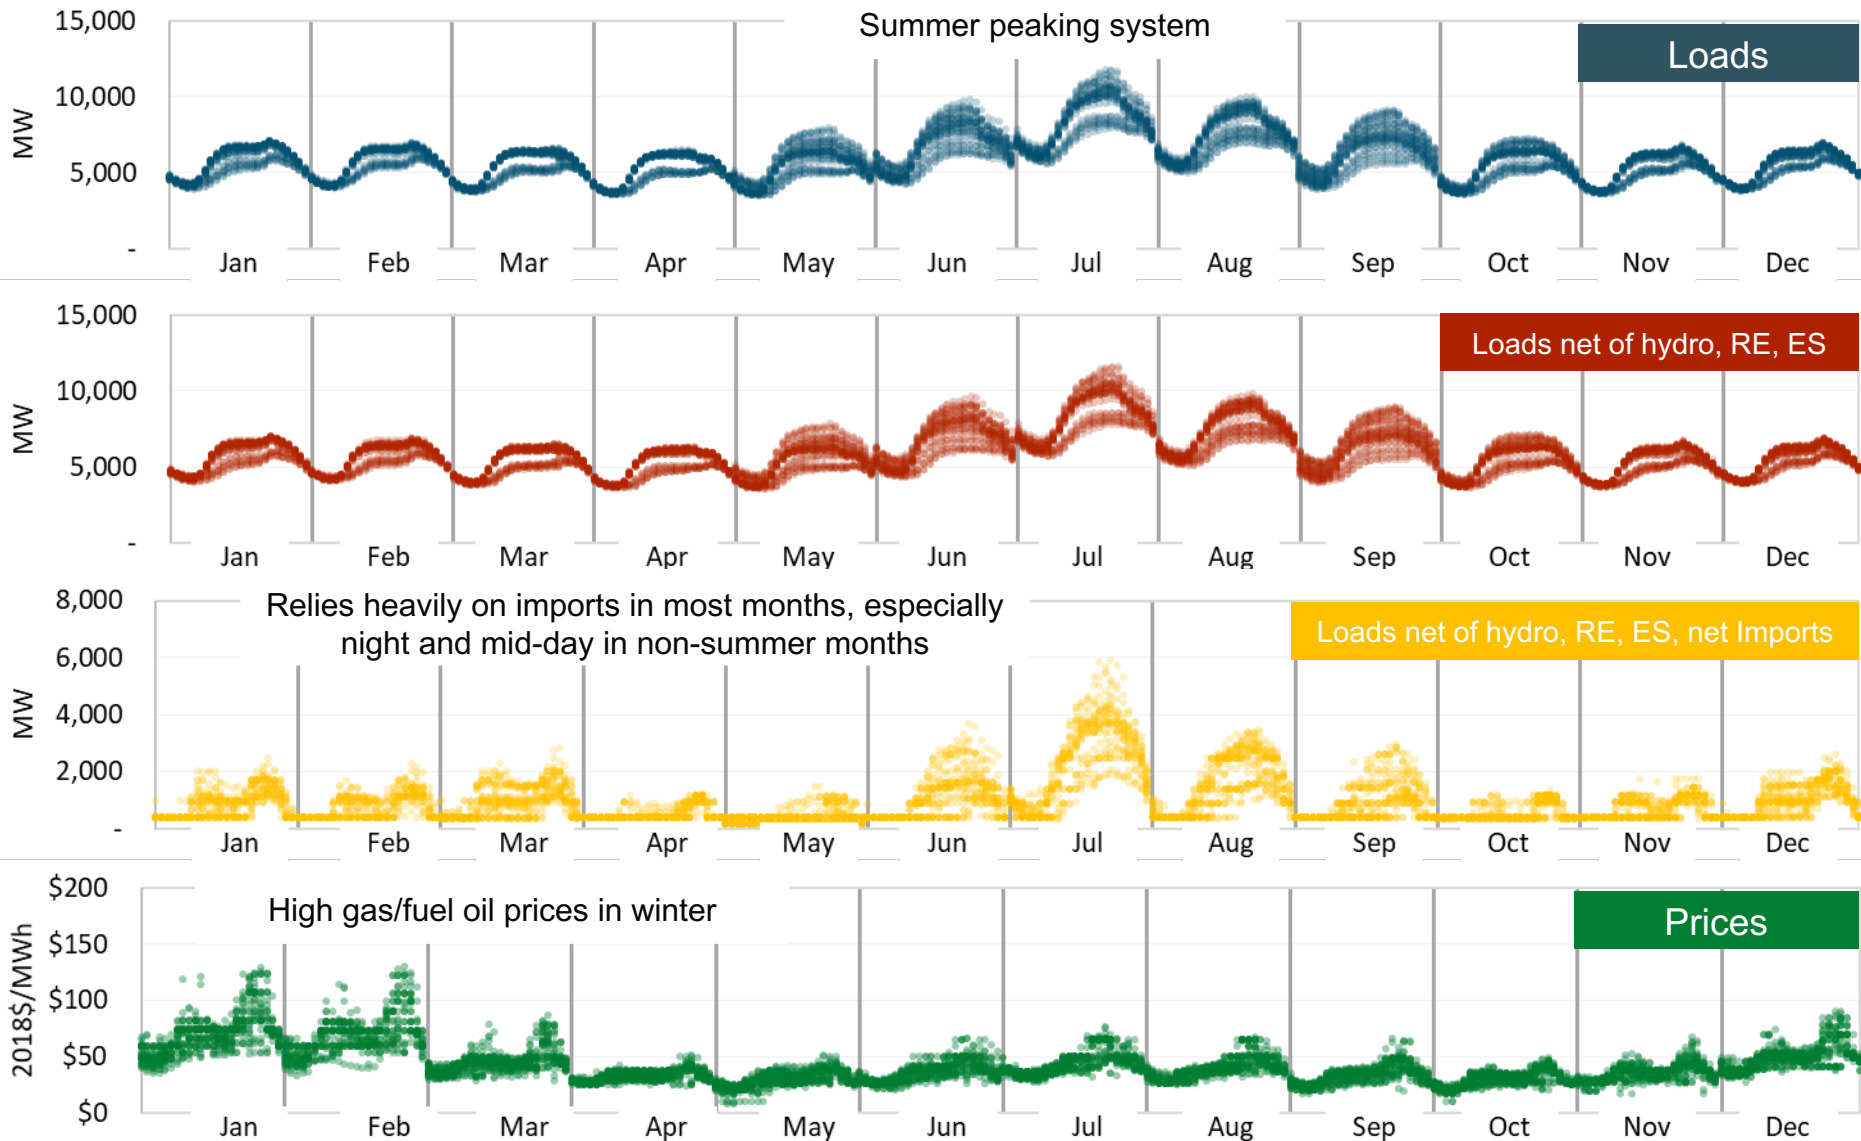 Summer peaking system
Loads
15,000
10,000
5,000
-
MW
Jan Feb Mar Apr May Jun Jul Aug Sep Oct Nov Dec
Loads net of hydro, RE, ES
15,000
10,000
5,000
-
MW
Jan Feb Mar Apr May Jun Jul Aug Sep Oct Nov Dec
Relies heavily on imports in most months, especially
night and mid-day in non-summer months
Loads net of hydro, RE, ES, net Imports
8,000
6,000
4,000
2,000
-
MW
Jan Feb Mar Apr May Jun Jul Aug Sep Oct Nov Dec
High gas/fuel oil prices in winter
Prices
$200
$150
$100
$50
$0
2018$/MWh
Jan Feb Mar Apr May Jun Jul Aug Sep Oct Nov Dec